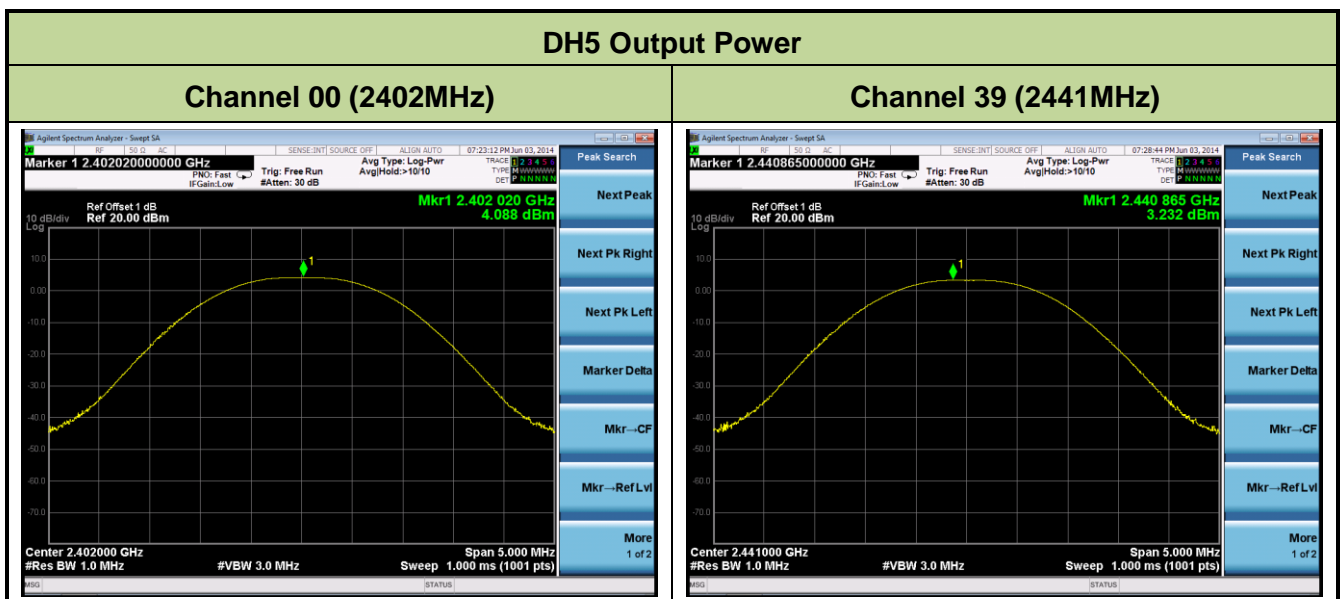 DH5 Output Power
Channel 00 (2402MHz)
Channel 39 (2441MHz)
Agilent Spectrum Analyzer - Swept SA
RF 50 Ω AC SENSE:INT SOURCE OFF ALIGN AUTO 07:23:12 PM Jun 03, 2014
Marker 1 2.402020000000 GHz
PNO: Fast
IFGain:Low
Trig: Free Run
#Atten: 30 dB
Avg Type: Log-Pwr
Avg|Hold:>10/10
TRACE 1 2 3 4 5 6
TYPE M WWWWW
DET P N N N N N
Ref Offset 1 dB
10 dB/div Ref 20.00 dBm
Log
Mkr1 2.402 020 GHz
4.088 dBm
1
10.0
0.00
-10.0
-20.0
-30.0
-40.0
-50.0
-60.0
-70.0
Center 2.402000 GHz Span 5.000 MHz
#Res BW 1.0 MHz #VBW 3.0 MHz Sweep 1.000 ms (1001 pts)
MSG STATUS
Peak Search
Next Peak
Next Pk Right
Next Pk Left
Marker Delta
Mkr→CF
Mkr→Ref Lvl
More
1 of 2
Agilent Spectrum Analyzer - Swept SA
RF 50 Ω AC SENSE:INT SOURCE OFF ALIGN AUTO 07:28:44 PM Jun 03, 2014
Marker 1 2.440865000000 GHz
PNO: Fast
IFGain:Low
Trig: Free Run
#Atten: 30 dB
Avg Type: Log-Pwr
Avg|Hold:>10/10
TRACE 1 2 3 4 5 6
TYPE M WWWWW
DET P N N N N N
Ref Offset 1 dB
10 dB/div Ref 20.00 dBm
Log
Mkr1 2.440 865 GHz
3.232 dBm
1
10.0
0.00
-10.0
-20.0
-30.0
-40.0
-50.0
-60.0
-70.0
Center 2.441000 GHz Span 5.000 MHz
#Res BW 1.0 MHz #VBW 3.0 MHz Sweep 1.000 ms (1001 pts)
MSG STATUS
Peak Search
Next Peak
Next Pk Right
Next Pk Left
Marker Delta
Mkr→CF
Mkr→Ref Lvl
More
1 of 2